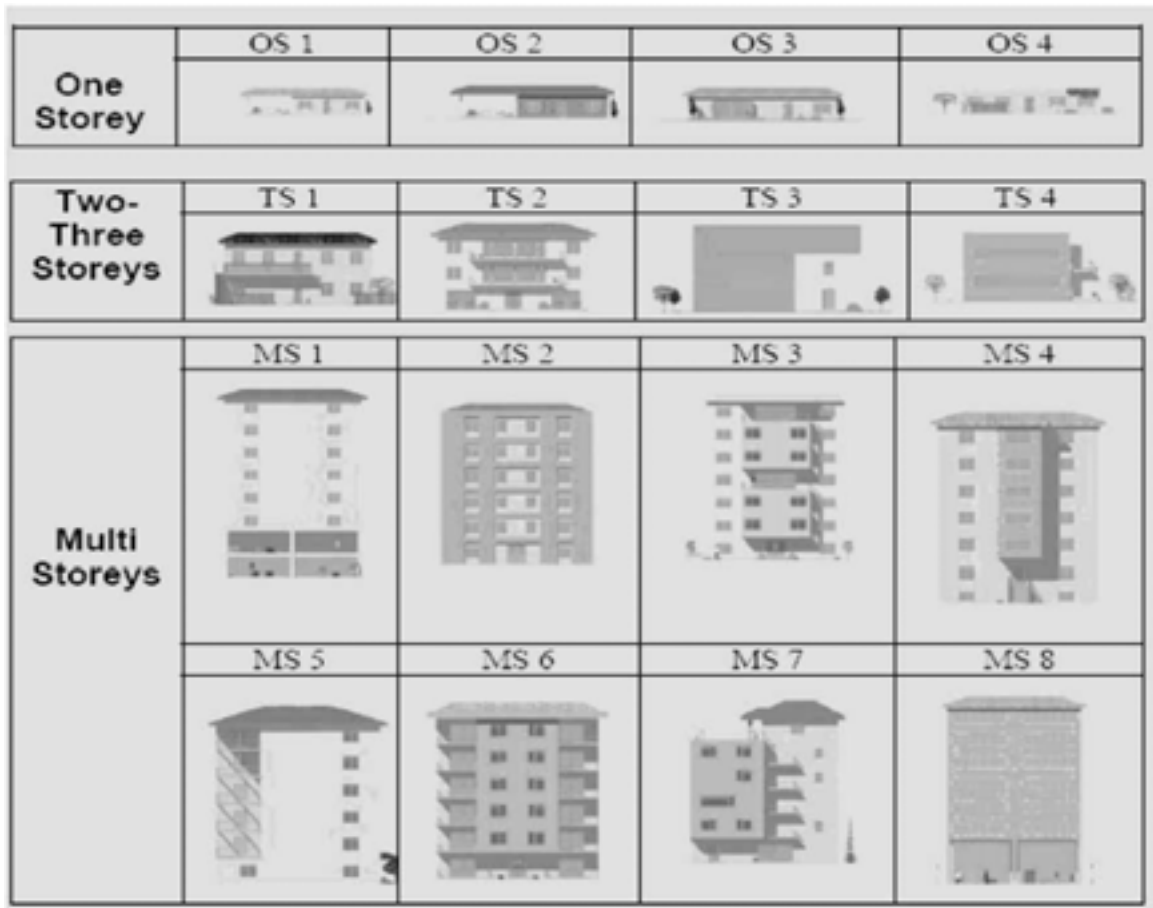 OS 1 OS 2 OS 3 OS 4
One
Storey
TS 1 TS 2 TS 3 TS 4
Two-
Three
Storeys
MS 1 MS 2 MS 3 MS 4
Multi
Storeys
MS 5 MS 6 MS 7 MS 8